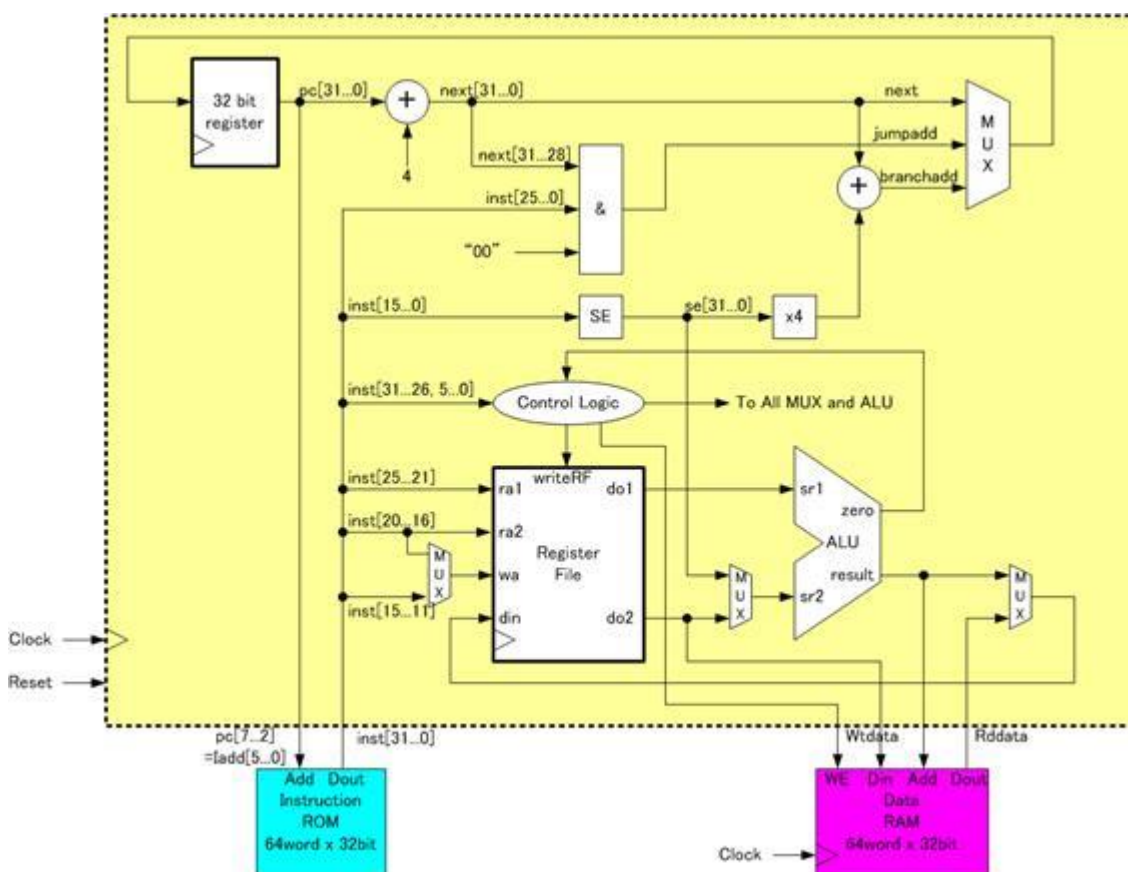 32 bit
register
pc[31...0]
next[31...0]
next
M
U
X
4
next[31...28]
jumpadd
inst[25...0]
&
branchadd
“00”
inst[15...0]
SE
se[31...0]
x4
inst[31...26, 5...0]
Control Logic
To All MUX and ALU
inst[25...21]
ra1
writeRF
do1
sr1
zero
inst[20...16]
ra2
Register
File
ALU
M
U
X
wa
M
U
X
result
M
U
X
inst[15...11]
din
do2
sr2
Clock
Reset
pc[7...2]
=Iadd[5...0]
inst[31...0]
Wtdata
Rddata
Add Dout
Instruction
ROM
64word x 32bit
WE Din Add Dout
Data
RAM
64word x 32bit
Clock
+
+